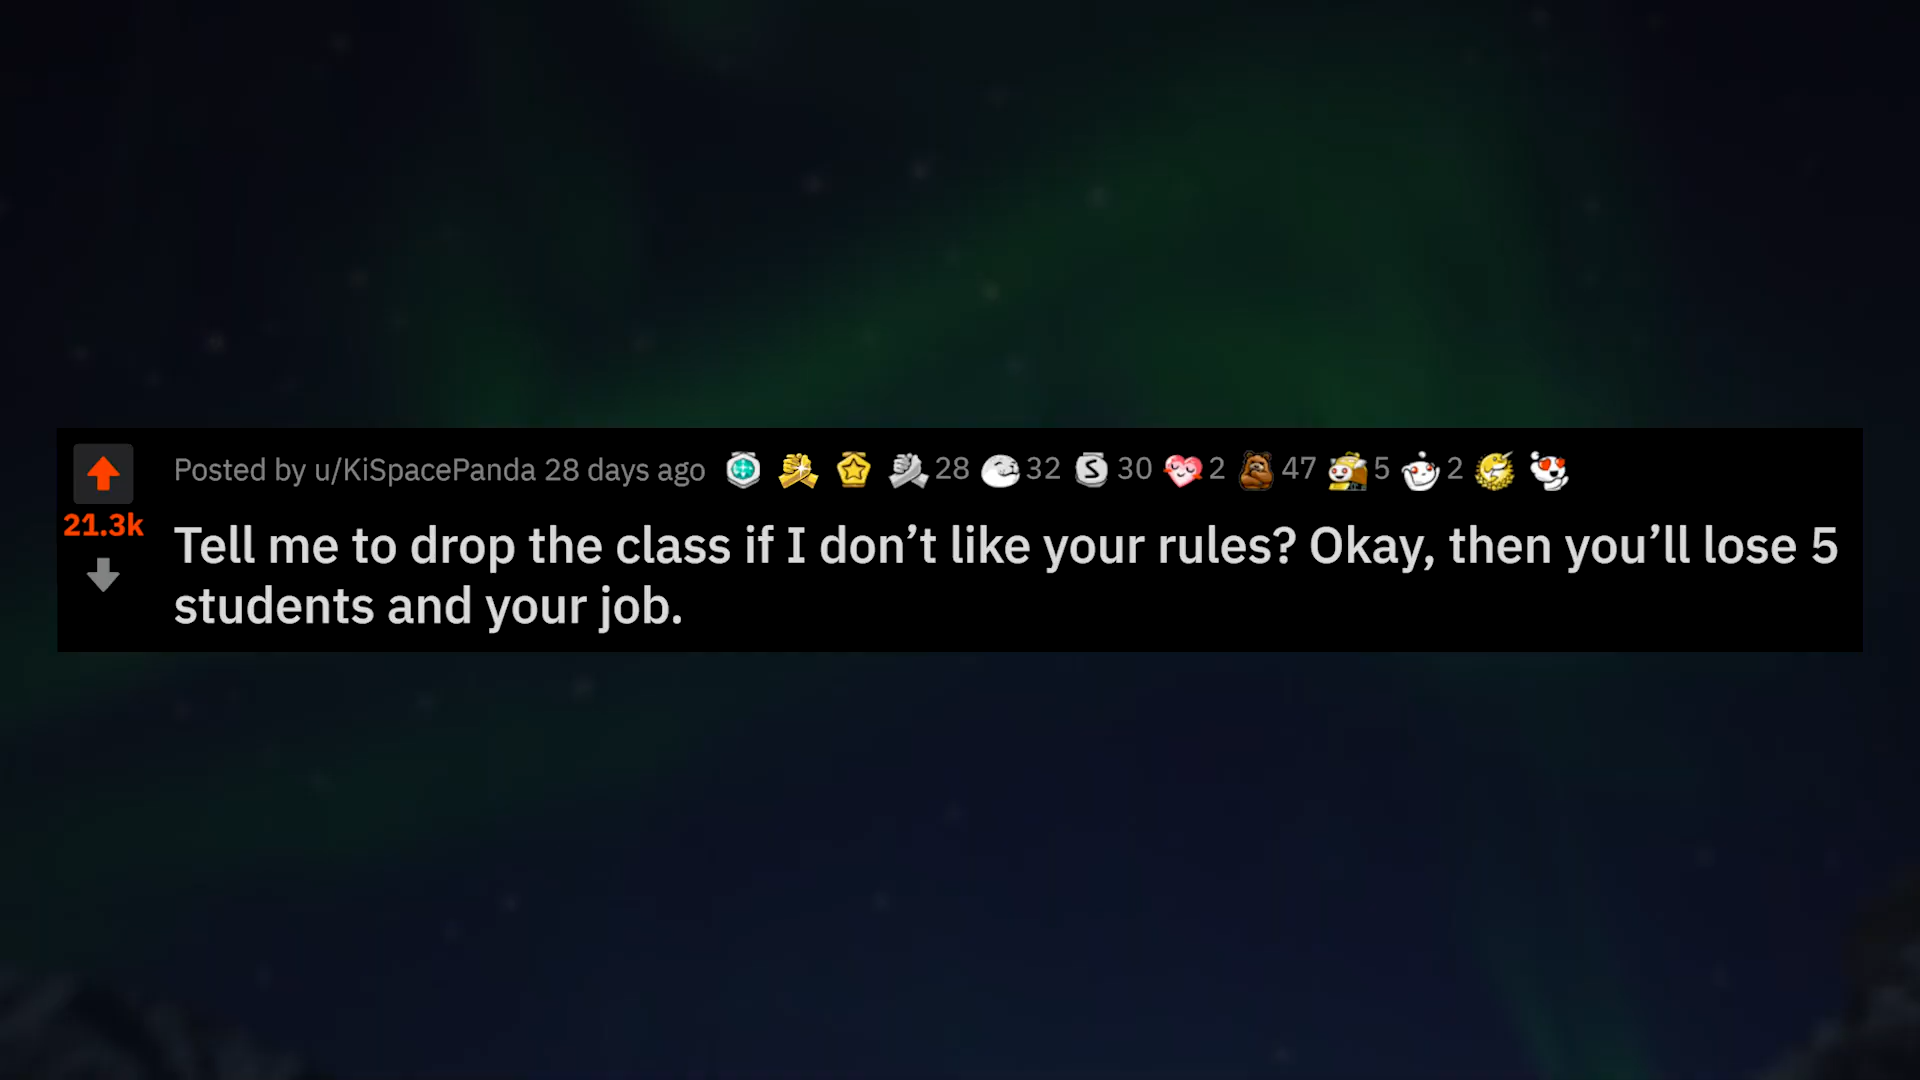 Posted by u/KiSpacePanda 28 days ago 28 32 S 30 2 47 5 2
21.3k
Tell me to drop the class if I don’t like your rules? Okay, then you’ll lose 5
students and your job.